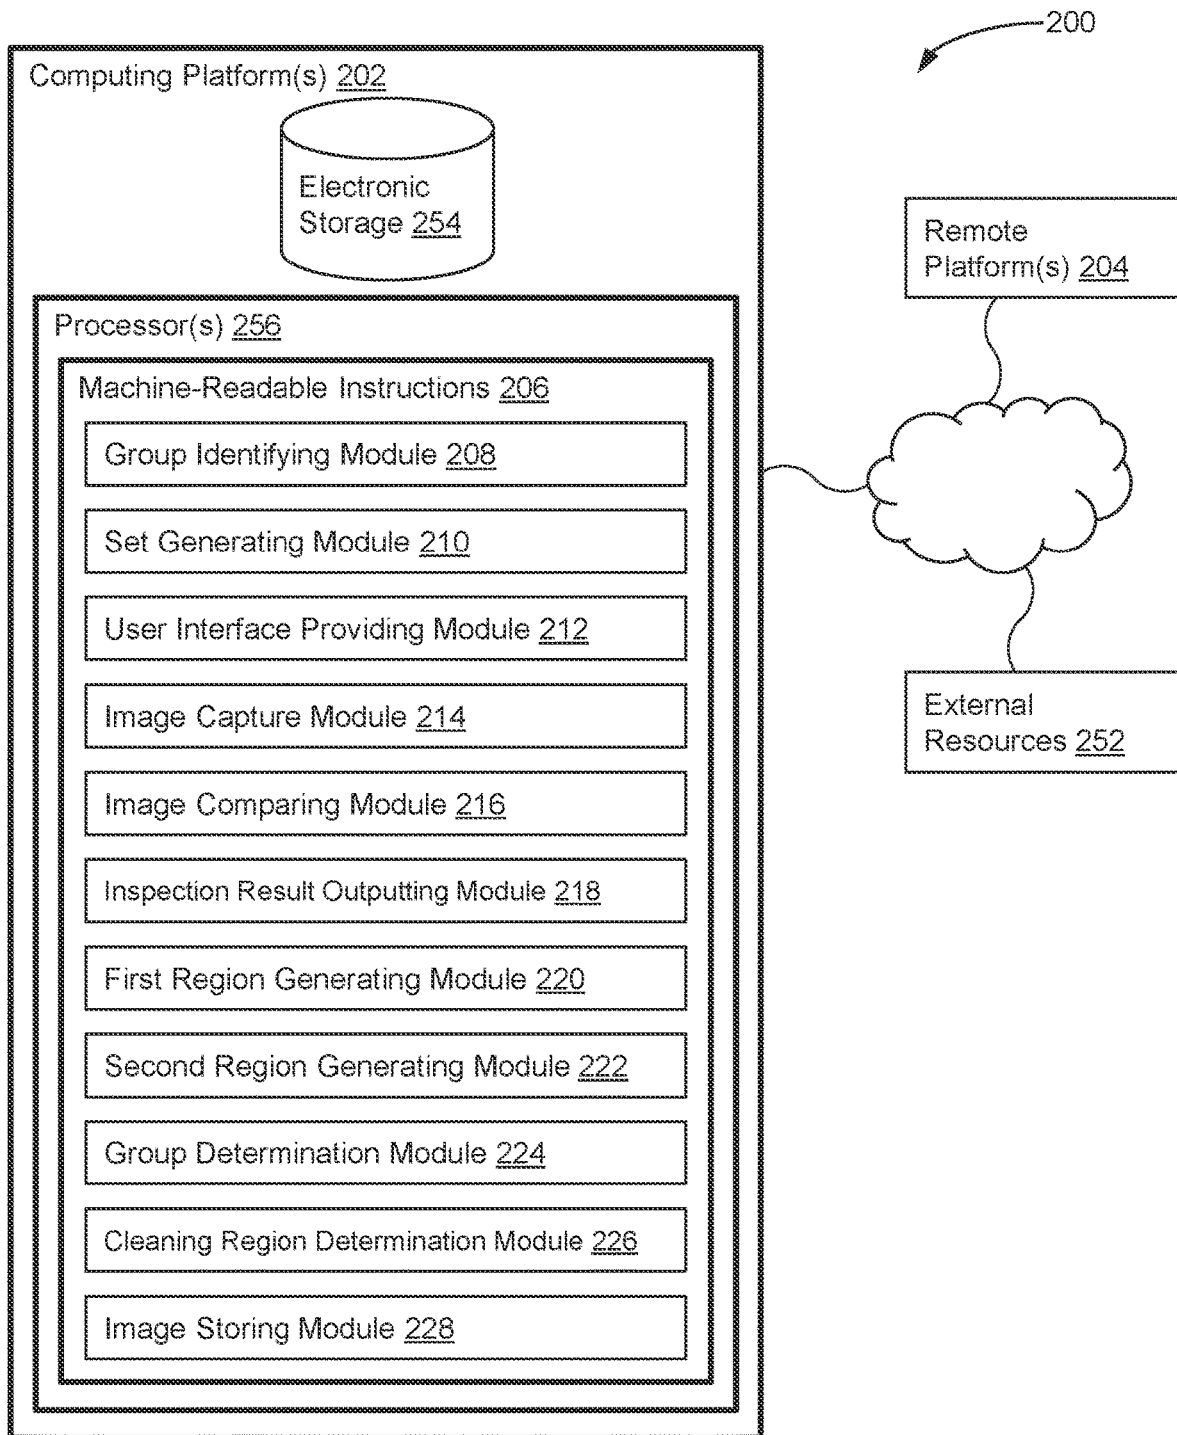 200
Computing Platform(s) 202
Electronic
Storage 254
Remote
Platform(s) 204
Processor(s) 256
Machine-Readable Instructions 206
Group Identifying Module 208
Set Generating Module 210
User Interface Providing Module 212
Image Capture Module 214
Image Comparing Module 216
Inspection Result Outputting Module 218
First Region Generating Module 220
Second Region Generating Module 222
Group Determination Module 224
Cleaning Region Determination Module 226
Image Storing Module 228
External
Resources 252